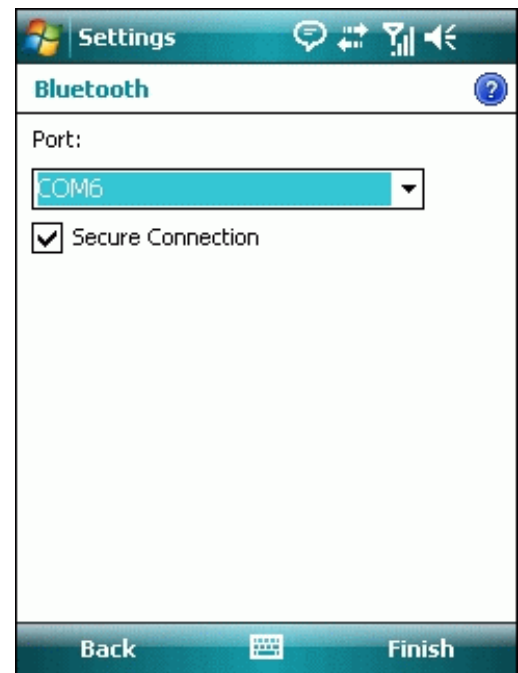 Settings
Bluetooth
?
Port:
COM6
Secure Connection
Back
Finish